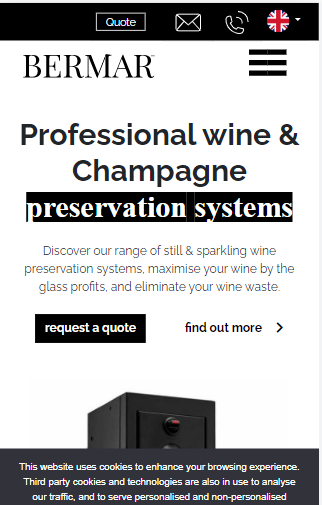 Quote
BERMAR
Professional wine &
Champagne
preservation systems
Discover our range of still & sparkling wine
preservation systems, maximise your wine by the
glass profits, and eliminate your wine waste.
request a quote find out more
This website uses cookies to enhance your browsing experience.
Third party cookies and technologies are also in use to analyse
our traffic, and to serve personalised and non-personalised